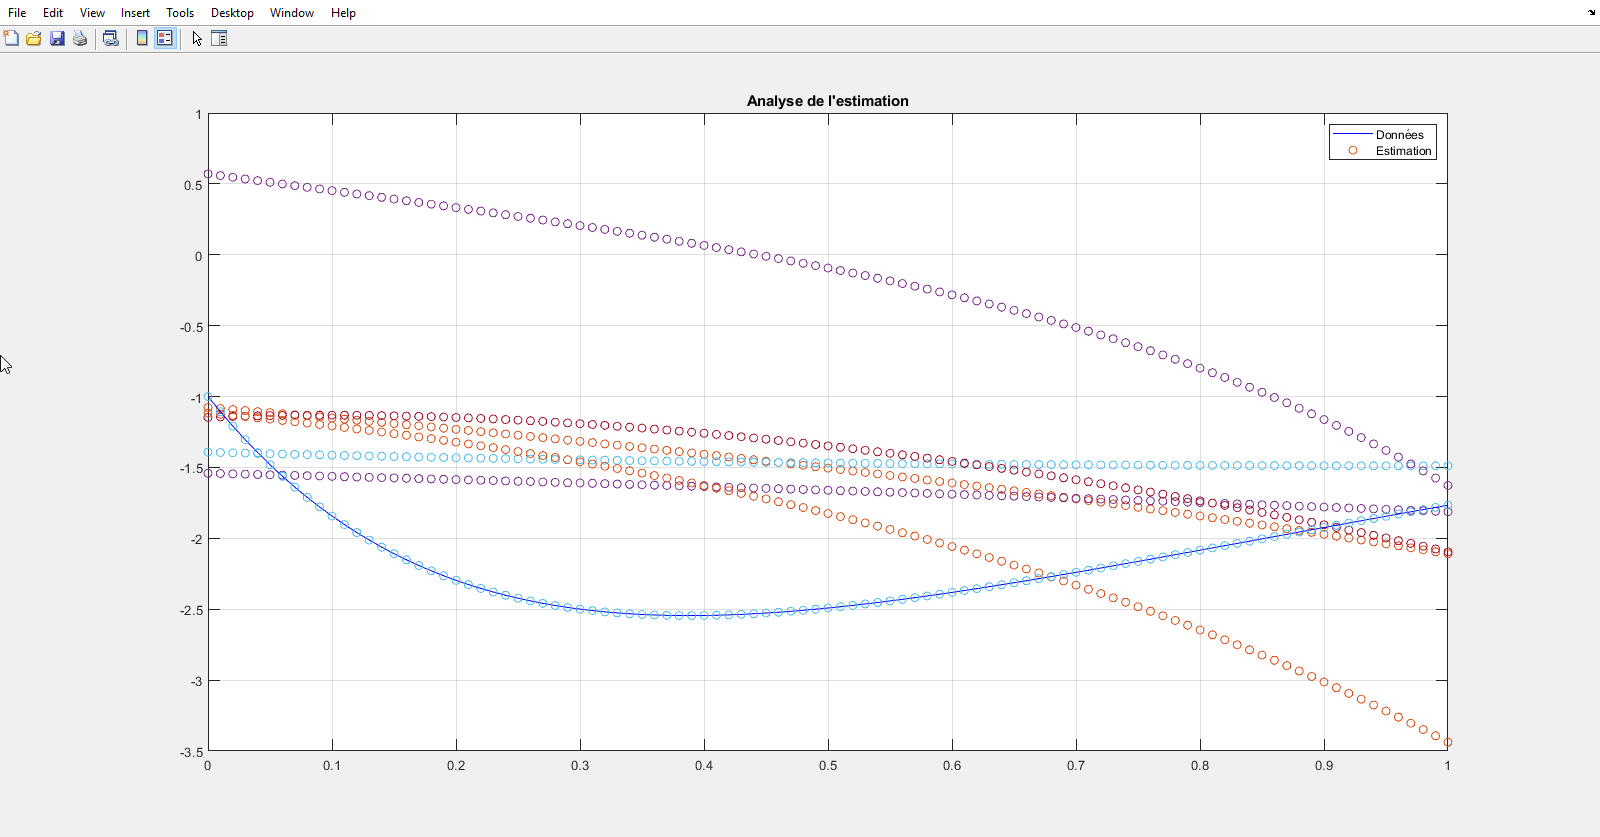 File Edit View Insert Tools Desktop Window Help
Analyse de l'estimation
Données
Estimation
1
0.5
0
-0.5
-1
-1.5
-2
-2.5
-3
-3.5
0 0.1 0.2 0.3 0.4 0.5 0.6 0.7 0.8 0.9 1